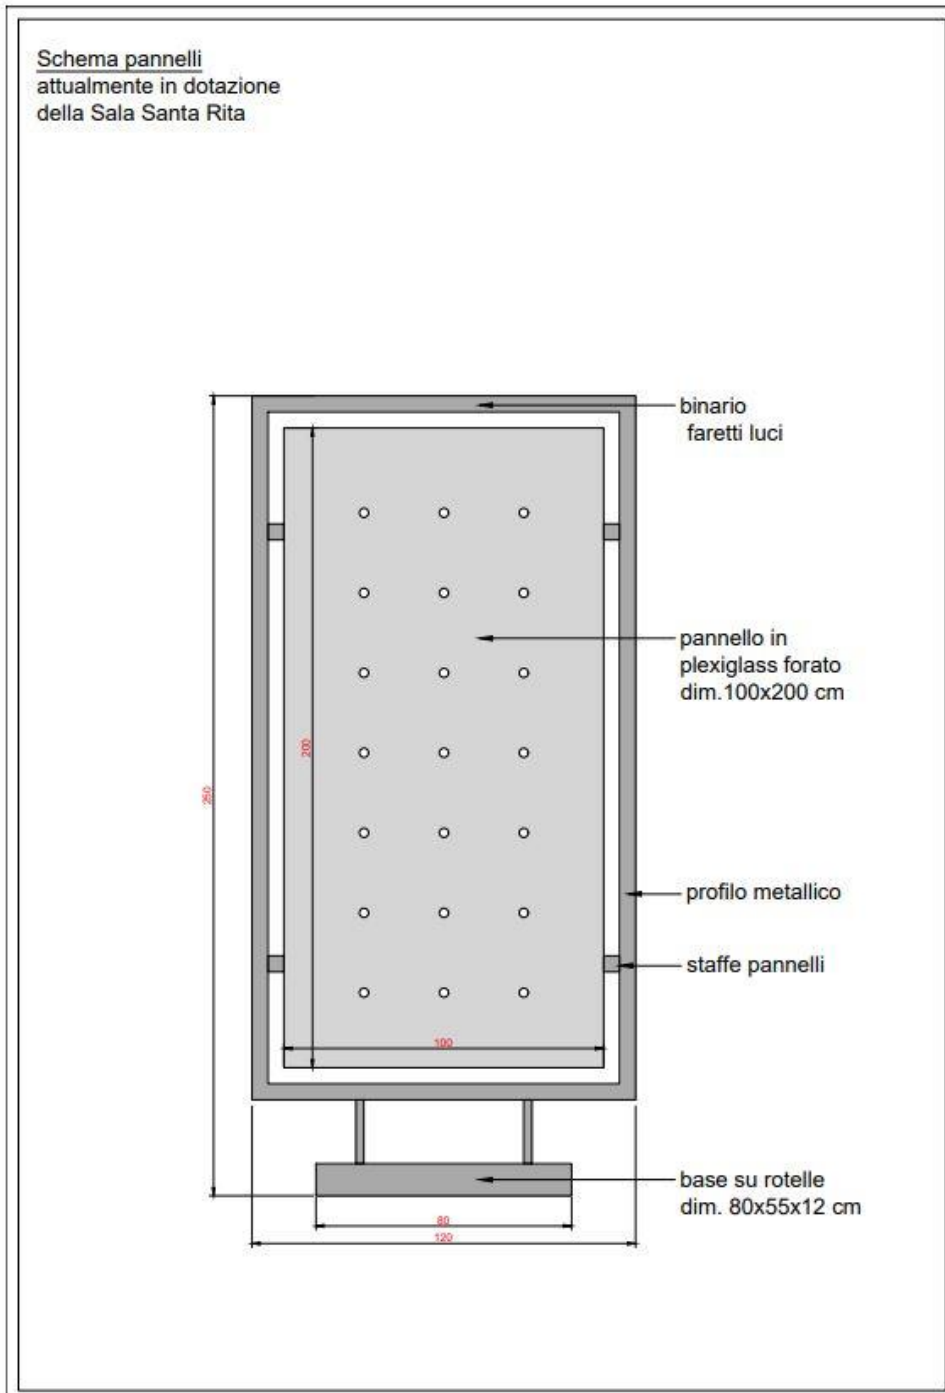 Schema pannelli
attualmente in dotazione
della Sala Santa Rita
binario
faretti luci
pannello in
plexiglass forato
dim.100x200 cm
200
250
profilo metallico
staffe pannelli
100
base su rotelle
dim. 80x55x12 cm
80
120